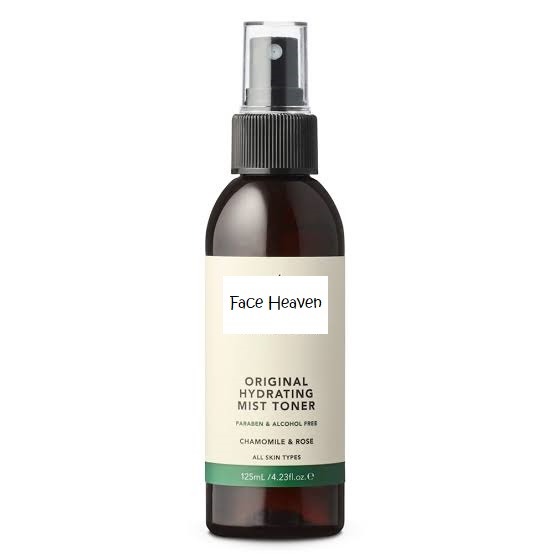 Face Heaven
ORIGINAL
HYDRATING
MIST TONER
PARABEN & ALCOHOL FREE
CHAMOMILE & ROSE
ALL SKIN TYPES
125mL / 4.23fl.oz. ℮